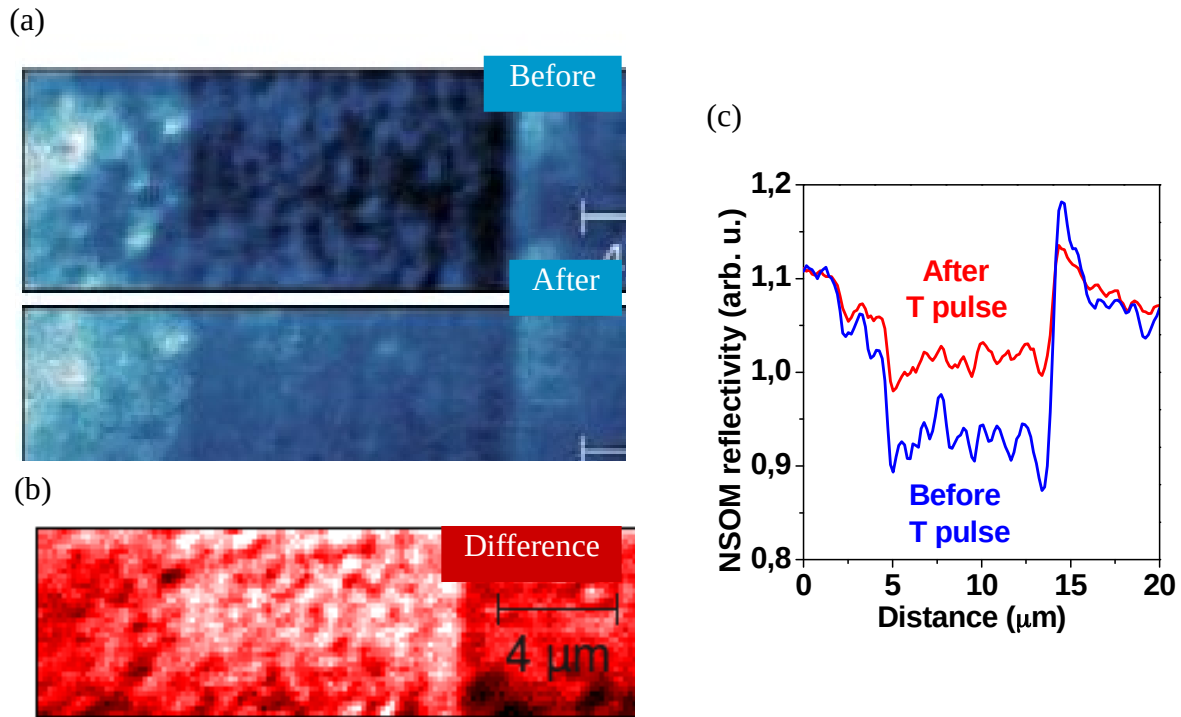 (a)
Before
After
(b)
Difference
4 μm
(c)
NSOM reflectivity (arb. u.)
1,2
1,1
1,0
0,9
0,8
After
T pulse
Before
T pulse
0
5
10
15
20
Distance (μm)